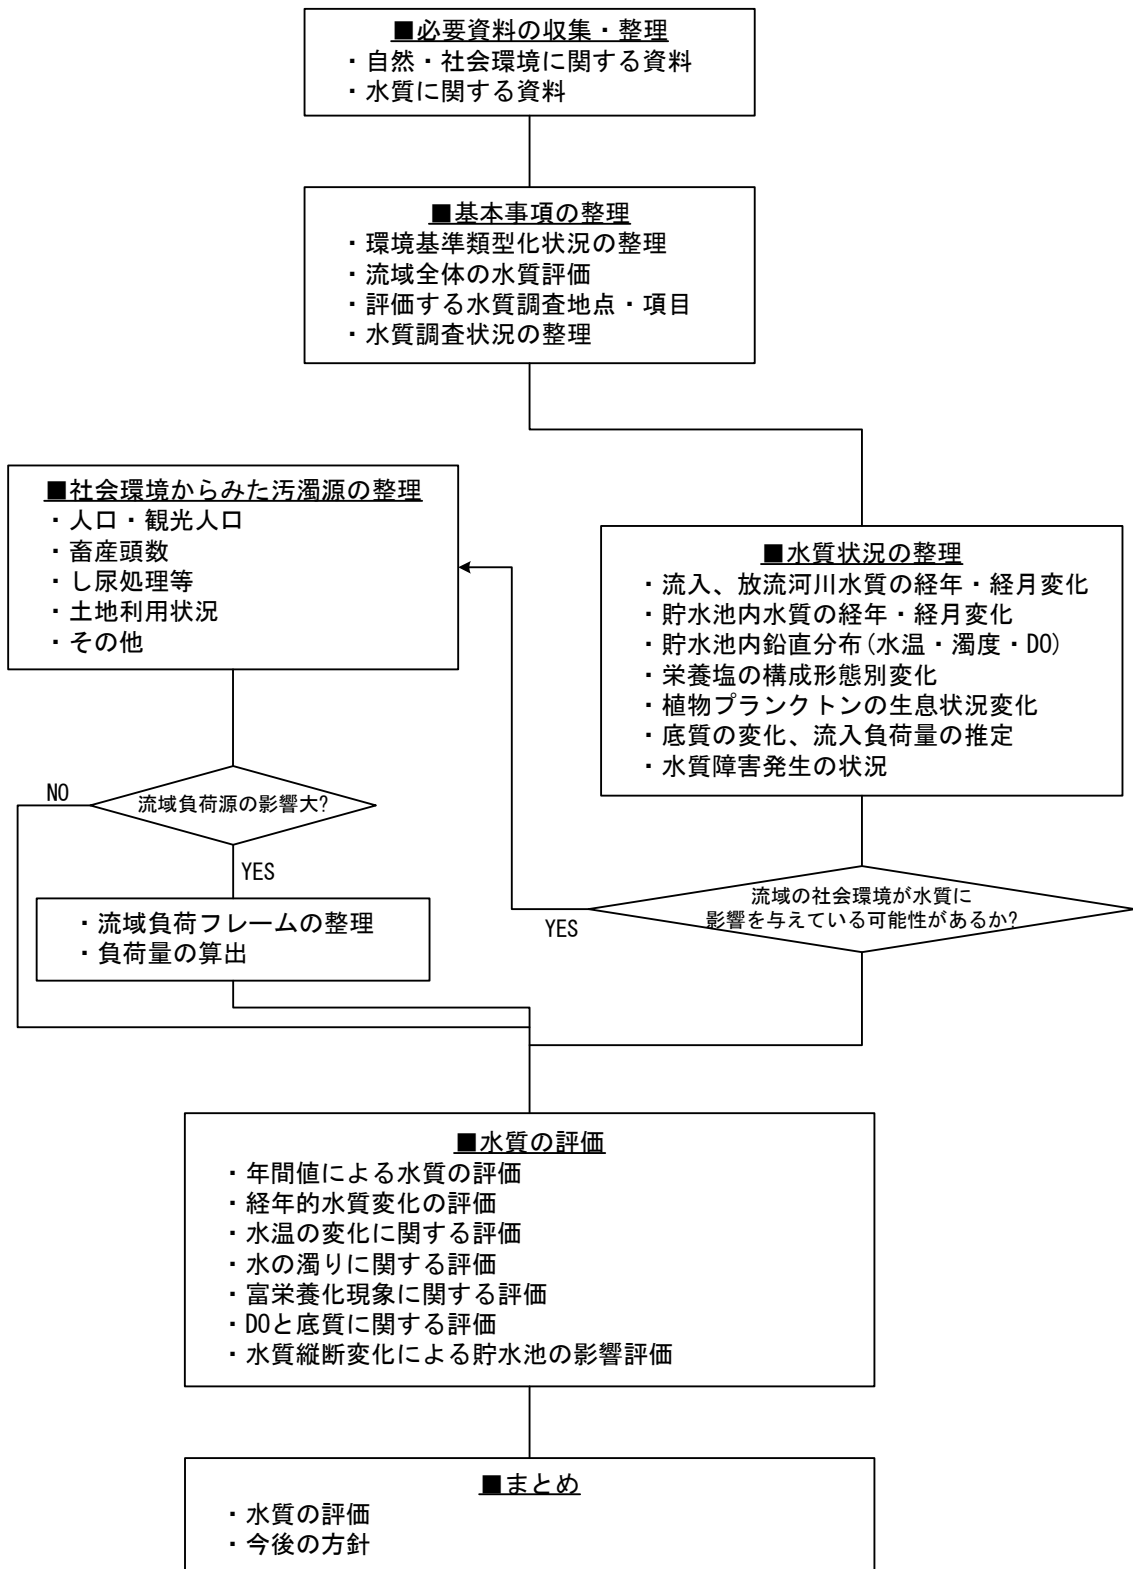 ■必要資料の収集・整理
・自然・社会環境に関する資料
・水質に関する資料
■基本事項の整理
・環境基準類型化状況の整理
・流域全体の水質評価
・評価する水質調査地点・項目
・水質調査状況の整理
■社会環境からみた汚濁源の整理
・人口・観光人口
・畜産頭数
・し尿処理等
・土地利用状況
・その他
■水質状況の整理
・流入、放流河川水質の経年・経月変化
・貯水池内水質の経年・経月変化
・貯水池内鉛直分布(水温・濁度・DO)
・栄養塩の構成形態別変化
・植物プランクトンの生息状況変化
・底質の変化、流入負荷量の推定
・水質障害発生の状況
NO
流域負荷源の影響大?
YES
・流域負荷フレームの整理
・負荷量の算出
流域の社会環境が水質に
影響を与えている可能性があるか?
YES
■水質の評価
・年間値による水質の評価
・経年的水質変化の評価
・水温の変化に関する評価
・水の濁りに関する評価
・富栄養化現象に関する評価
・DOと底質に関する評価
・水質縦断変化による貯水池の影響評価
■まとめ
・水質の評価
・今後の方針